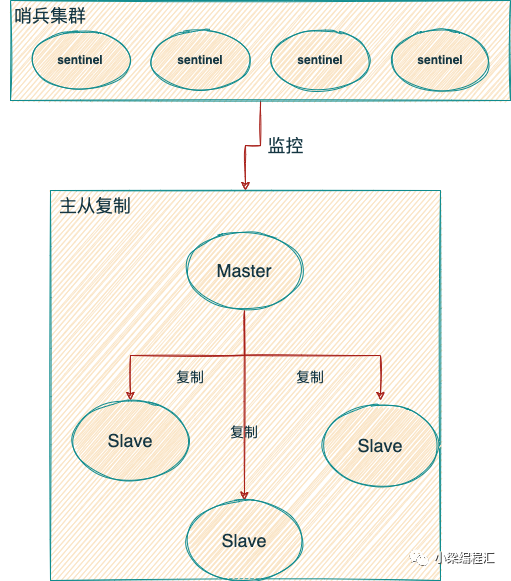 哨兵集群
sentinel sentinel sentinel sentinel
监控
主从复制
Master
复制 复制
复制
Slave Slave
Slave
小梁编程汇